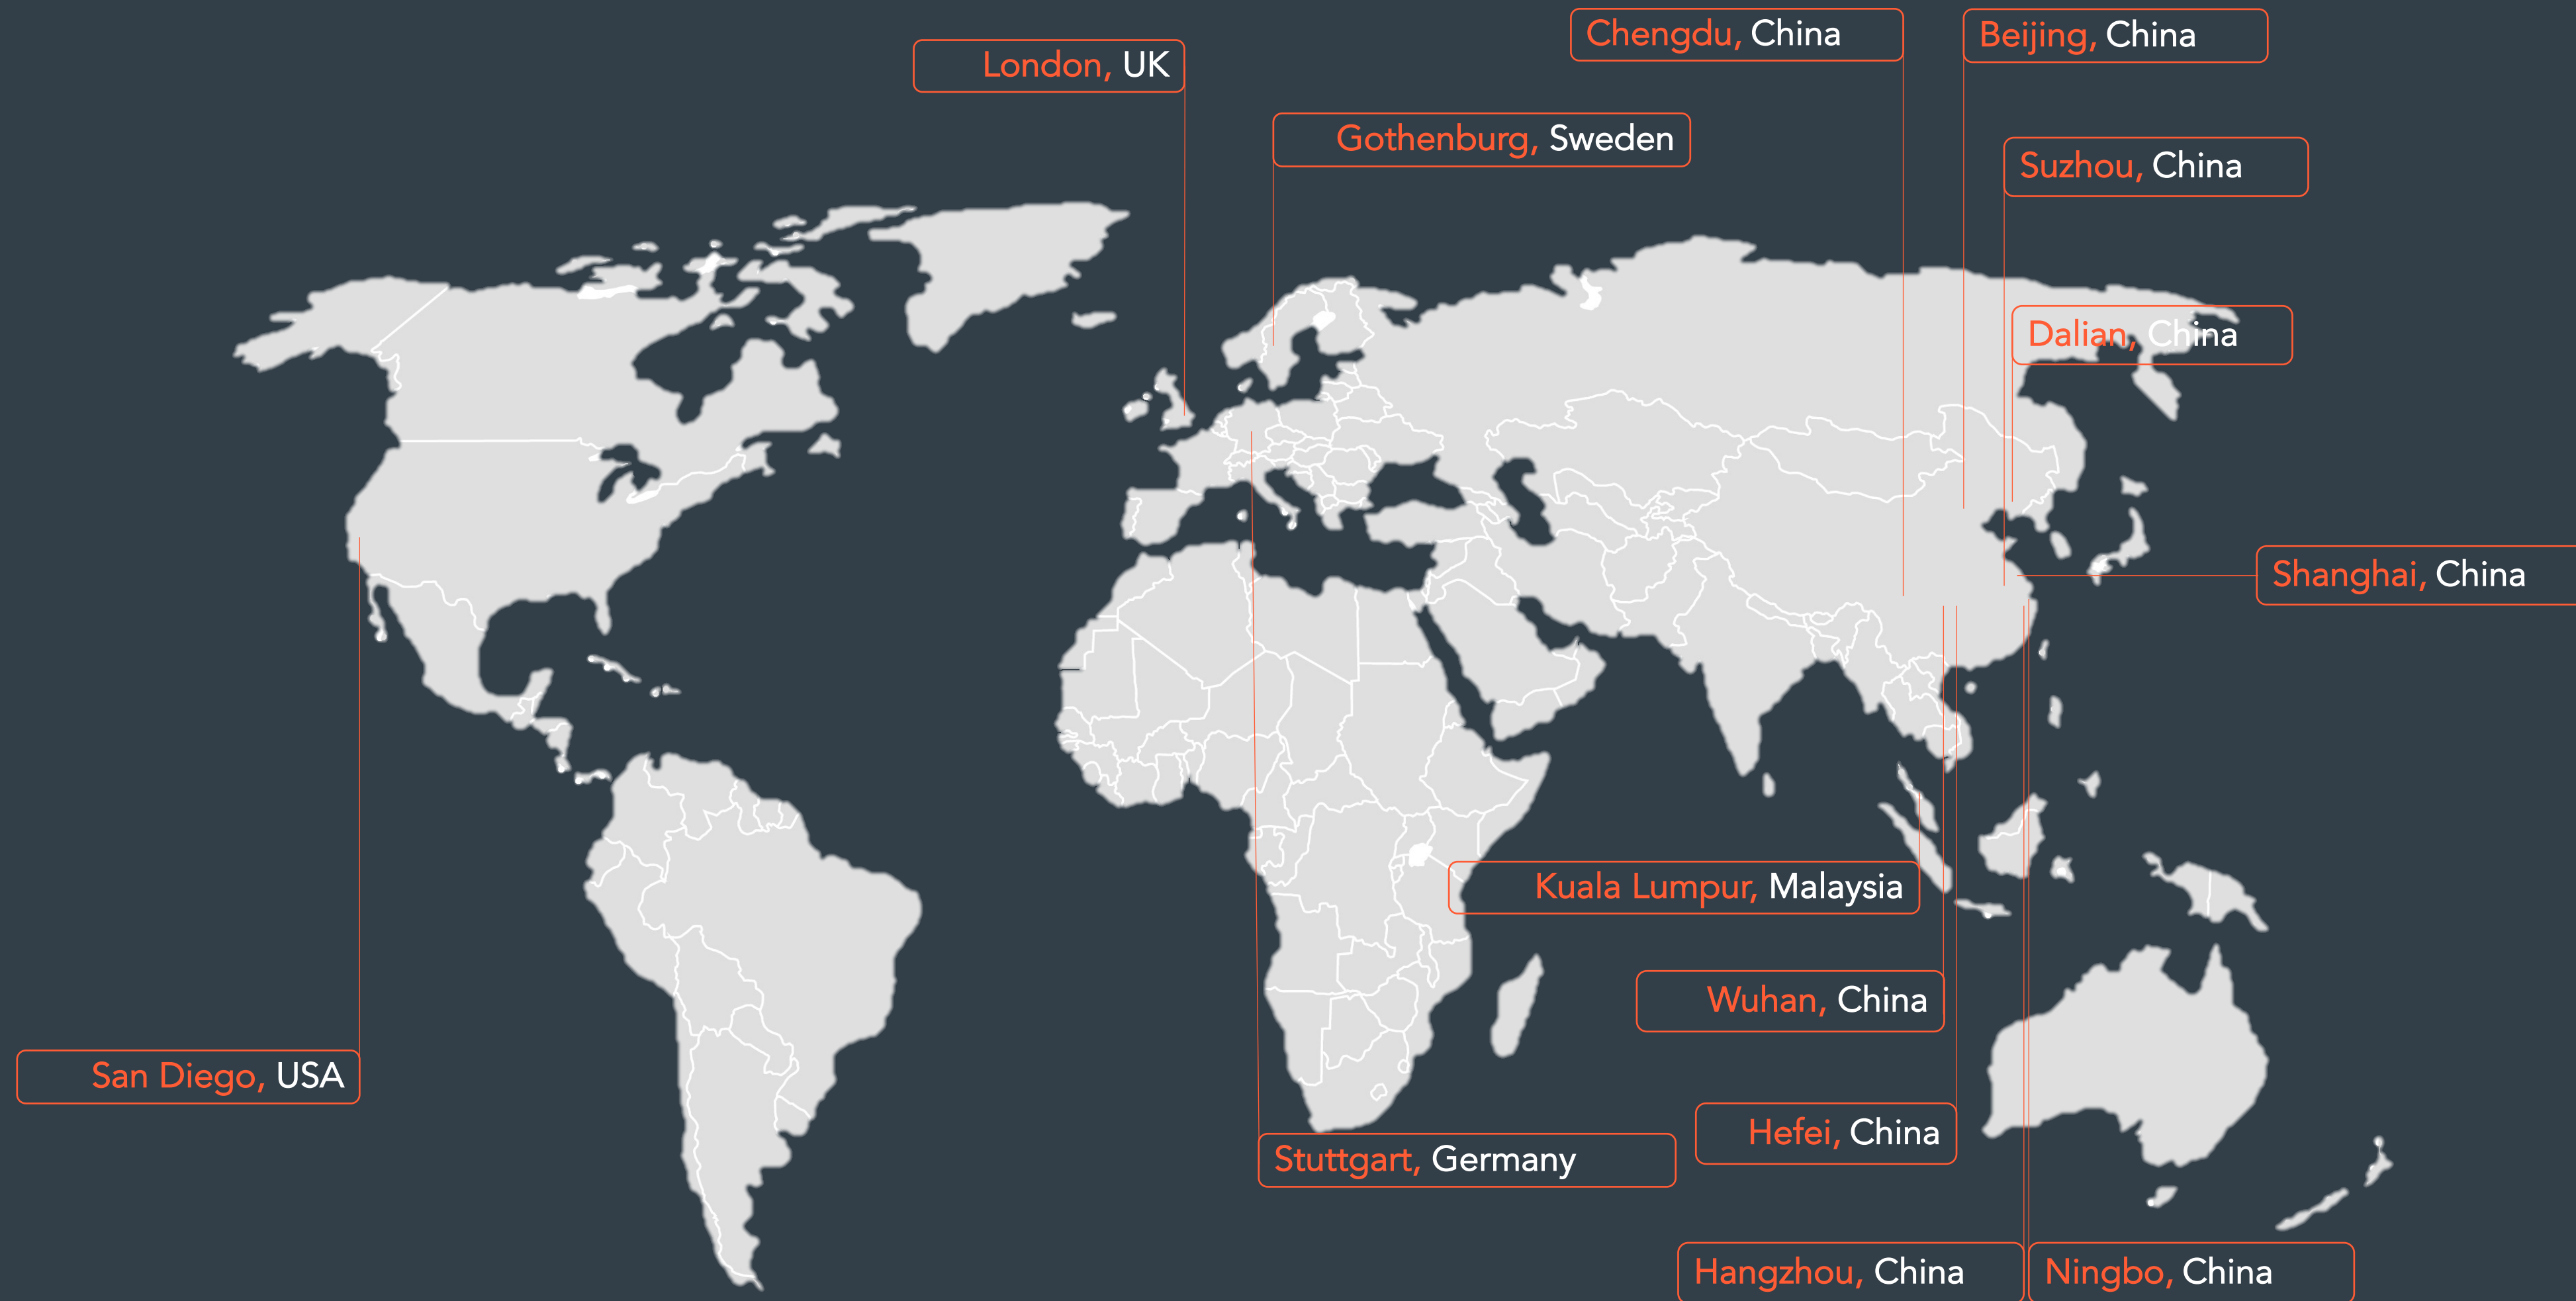 Chengdu, China
Beijing, China
London, UK
Gothenburg, Sweden
Suzhou, China
Dalian, China
Shanghai, China
Kuala Lumpur, Malaysia
Wuhan, China
San Diego, USA
Hefei, China
Stuttgart, Germany
Hangzhou, China
Ningbo, China